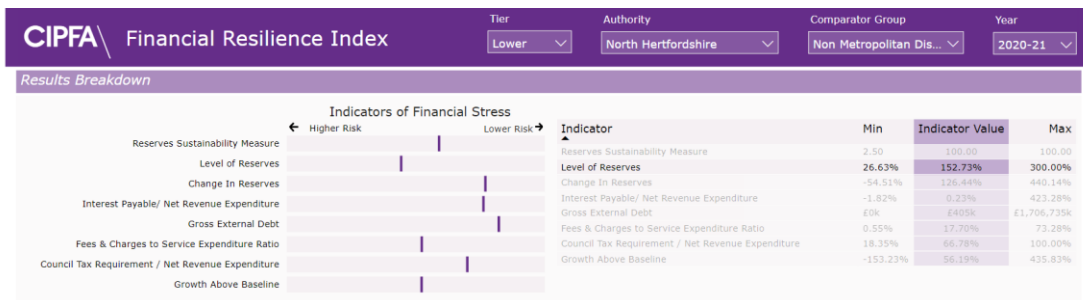 Tier Authority Comparator Group Year
CIPFA Financial Resilience Index
Lower North Hertfordshire Non Metropolitan Dis... 2020-21
Results Breakdown
Indicators of Financial Stress
← Higher Risk Lower Risk →
Reserves Sustainability Measure
Level of Reserves
Change In Reserves
Interest Payable/ Net Revenue Expenditure
Gross External Debt
Fees & Charges to Service Expenditure Ratio
Council Tax Requirement / Net Revenue Expenditure
Growth Above Baseline
Indicator Min Indicator Value Max
Reserves Sustainability Measure 2.50 100.00 100.00
Level of Reserves 26.63% 152.73% 300.00%
Change In Reserves -54.51% 126.44% 440.14%
Interest Payable/ Net Revenue Expenditure -1.82% 0.23% 423.28%
Gross External Debt £0k £405k £1,706,735k
Fees & Charges to Service Expenditure Ratio 0.55% 17.70% 73.28%
Council Tax Requirement / Net Revenue Expenditure 18.35% 66.78% 100.00%
Growth Above Baseline -153.23% 56.19% 435.83%